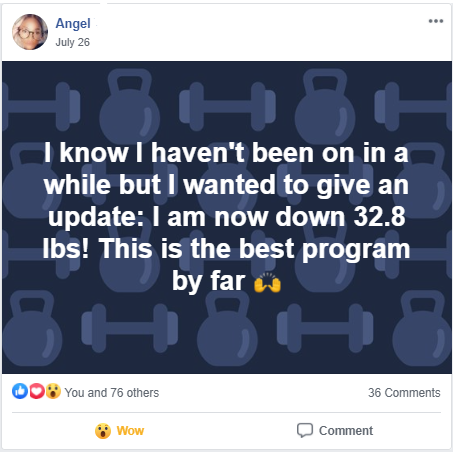 Angel
July 26
I know I haven't been on in a
while but I wanted to give an
update: I am now down 32.8
lbs! This is the best program
by far 🙌
You and 76 others
36 Comments
Wow
Comment